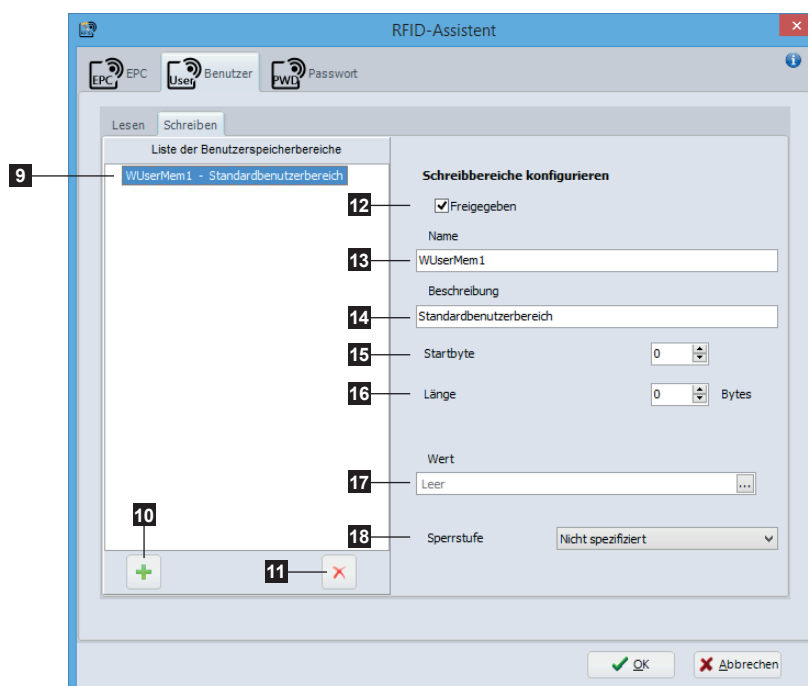 RFID-Assistent
EPC EPC
User Benutzer
PWD Passwort
Lesen Schreiben
Liste der Benutzerspeicherbereiche
9 WUserMem1 - Standardbenutzerbereich
Schreibbereiche konfigurieren
12 Freigegeben
Name
13 WUserMem1
Beschreibung
14 Standardbenutzerbereich
15 Startbyte 0
16 Länge 0 Bytes
Wert
17 Leer ...
10
18 Sperrstufe Nicht spezifiziert
11
OK Abbrechen